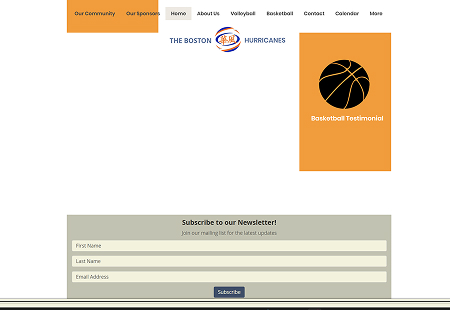 Our Community Our Sponsors Home About Us Volleyball Basketball Contact Calendar More
THE BOSTON HURRICANES
Basketball Testimonial
Subscribe to our Newsletter!
Join our mailing list for the latest updates
First Name
Last Name
Email Address
Subscribe